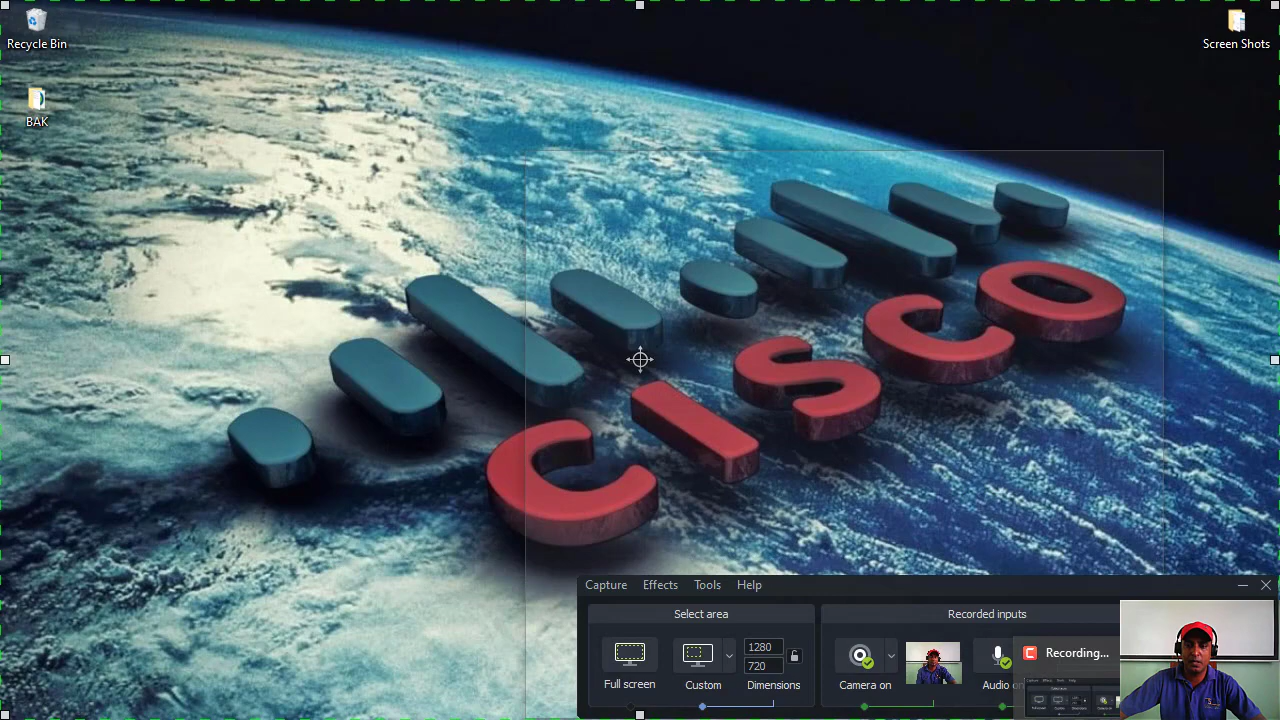 Recycle Bin
Screen Shots
BAK
CISCO
Capture Effects Tools Help
Select area
Recorded inputs
1280
720
Full screen
Custom
Dimensions
Camera on
Audio on
Recording...